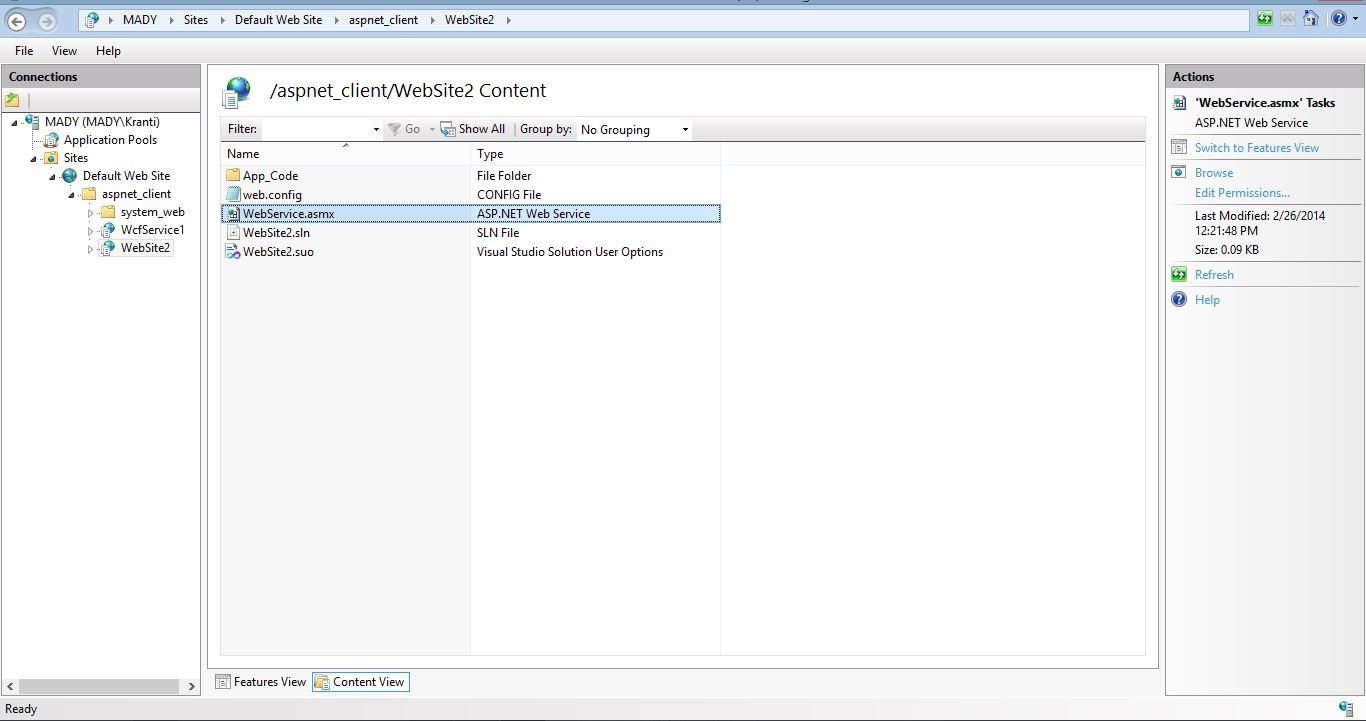 MADY Sites Default Web Site aspnet_client WebSite2
File View Help
Connections
MADY (MADY\Kranti)
Application Pools
Sites
Default Web Site
aspnet_client
system_web
WcfService1
WebSite2
/aspnet_client/WebSite2 Content
Filter: Go Show All Group by: No Grouping
Name Type
App_Code File Folder
web.config CONFIG File
WebService.asmx ASP.NET Web Service
WebSite2.sln SLN File
WebSite2.suo Visual Studio Solution User Options
Features View Content View
Actions
'WebService.asmx' Tasks
ASP.NET Web Service
Switch to Features View
Browse
Edit Permissions...
Last Modified: 2/26/2014
12:21:48 PM
Size: 0.09 KB
Refresh
Help
Ready